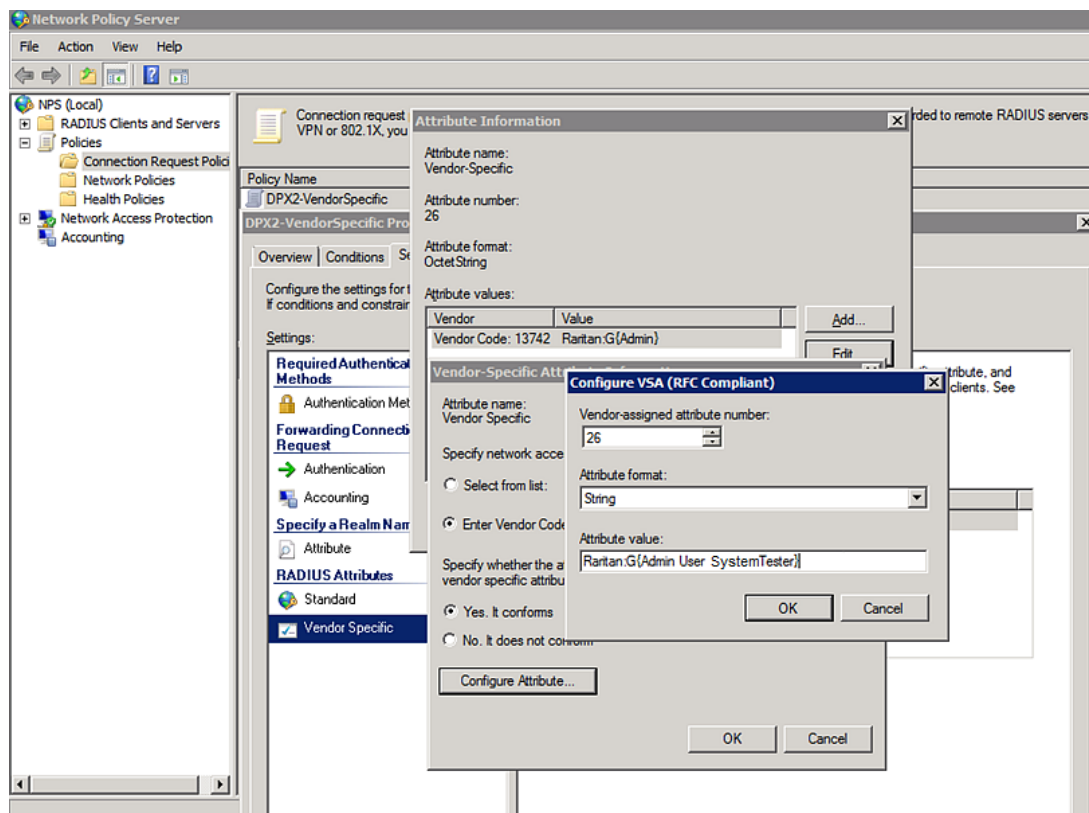 Network Policy Server
File Action View Help
NPS (Local)
RADIUS Clients and Servers
Policies
Connection Request Polici
Network Policies
Health Policies
Network Access Protection
Accounting
Connection request
VPN or 802.1X, you
rded to remote RADIUS servers
Policy Name
DPX2-VendorSpecific
DPX2-VendorSpecific Pro
Overview Conditions Se
Configure the settings for t
If conditions and constrair
Settings:
Required Authenticat
Methods
Authentication Met
Forwarding Connecti
Request
Authentication
Accounting
Specify a Realm Nam
Attribute
RADIUS Attributes
Standard
Vendor Specific
Attribute Information
Attribute name:
Vendor-Specific
Attribute number:
26
Attribute format:
OctetString
Attribute values:
Vendor Value
Vendor Code: 13742 Raritan:G{Admin}
Add...
Edit
ttribute, and
clients. See
Vendor-Specific Att
Attribute name:
Vendor Specific
Specify network acce
Select from list:
Enter Vendor Code
Specify whether the a
vendor specific attribu
Yes. It conforms
No. It does not conform
Configure Attribute...
OK Cancel
Configure VSA (RFC Compliant)
Vendor-assigned attribute number:
26
Attribute format:
String
Attribute value:
Raritan:G{Admin User SystemTester}
OK Cancel